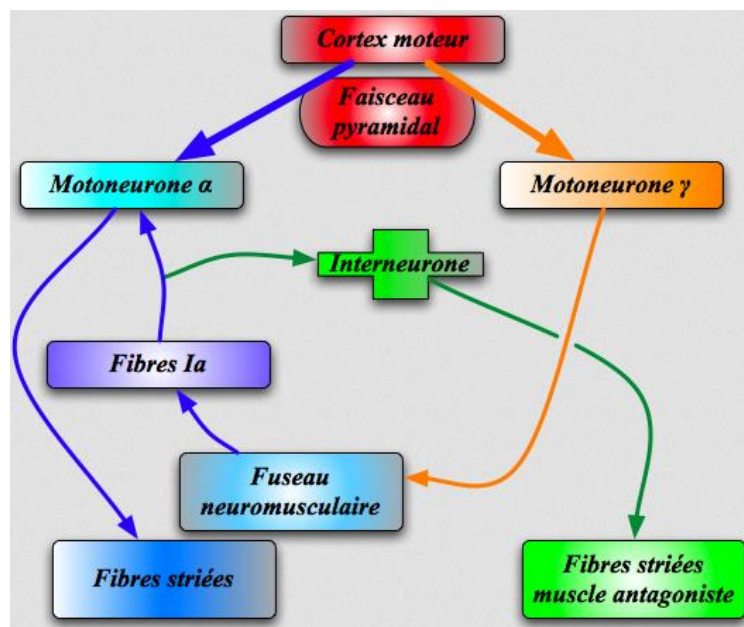 Cortex moteur
Faisceau
pyramidal
Motoneurone α
Motoneurone γ
Interneurone
Fibres Ia
Fuseau
neuromusculaire
Fibres striées
Fibres striées
muscle antagoniste